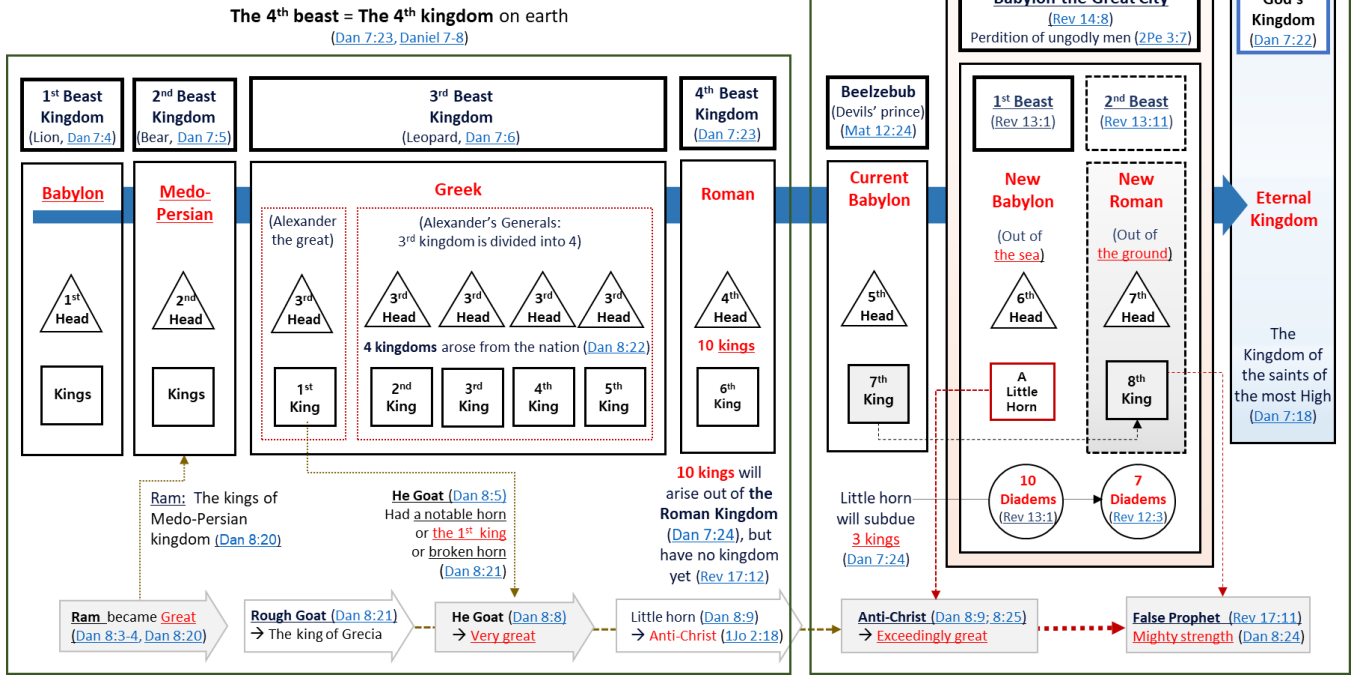 The 4th beast = The 4th kingdom on earth
(Dan 7:23, Daniel 7-8)
Babylon the Great City
(Rev 14:8)
Perdition of ungodly men (2Pe 3:7)
God's
Kingdom
(Dan 7:22)
1st Beast
Kingdom
(Lion, Dan 7:4)
2nd Beast
Kingdom
(Bear, Dan 7:5)
3rd Beast
Kingdom
(Leopard, Dan 7:6)
4th Beast
Kingdom
(Dan 7:23)
Beelzebub
(Devils' prince)
(Mat 12:24)
1st Beast
(Rev 13:1)
2nd Beast
(Rev 13:11)
Babylon
Medo-
Persian
Greek
Roman
Current
Babylon
New
Babylon
New
Roman
Eternal
Kingdom
(Alexander
the great)
(Alexander's Generals:
3rd kingdom is divided into 4)
(Out of
the sea)
(Out of
the ground)
1st
Head
2nd
Head
3rd
Head
3rd
Head
3rd
Head
3rd
Head
3rd
Head
4th
Head
5th
Head
6th
Head
7th
Head
4 kingdoms arose from the nation (Dan 8:22)
10 kings
The
Kingdom of
the saints of
the most High
(Dan 7:18)
Kings
Kings
1st
King
2nd
King
3rd
King
4th
King
5th
King
6th
King
7th
King
A
Little
Horn
8th
King
Ram: The kings of
Medo-Persian
kingdom (Dan 8:20)
He Goat (Dan 8:5)
Had a notable horn
or the 1st king
or broken horn
(Dan 8:21)
10 kings will
arise out of the
Roman Kingdom
(Dan 7:24), but
have no kingdom
yet (Rev 17:12)
Little horn
will subdue
3 kings
(Dan 7:24)
10
Diadems
(Rev 13:1)
7
Diadems
(Rev 12:3)
Ram became Great
(Dan 8:3-4, Dan 8:20)
Rough Goat (Dan 8:21)
→ The king of Grecia
He Goat (Dan 8:8)
→ Very great
Little horn (Dan 8:9)
→ Anti-Christ (1Jo 2:18)
Anti-Christ (Dan 8:9; 8:25)
→ Exceedingly great
False Prophet (Rev 17:11)
Mighty strength (Dan 8:24)